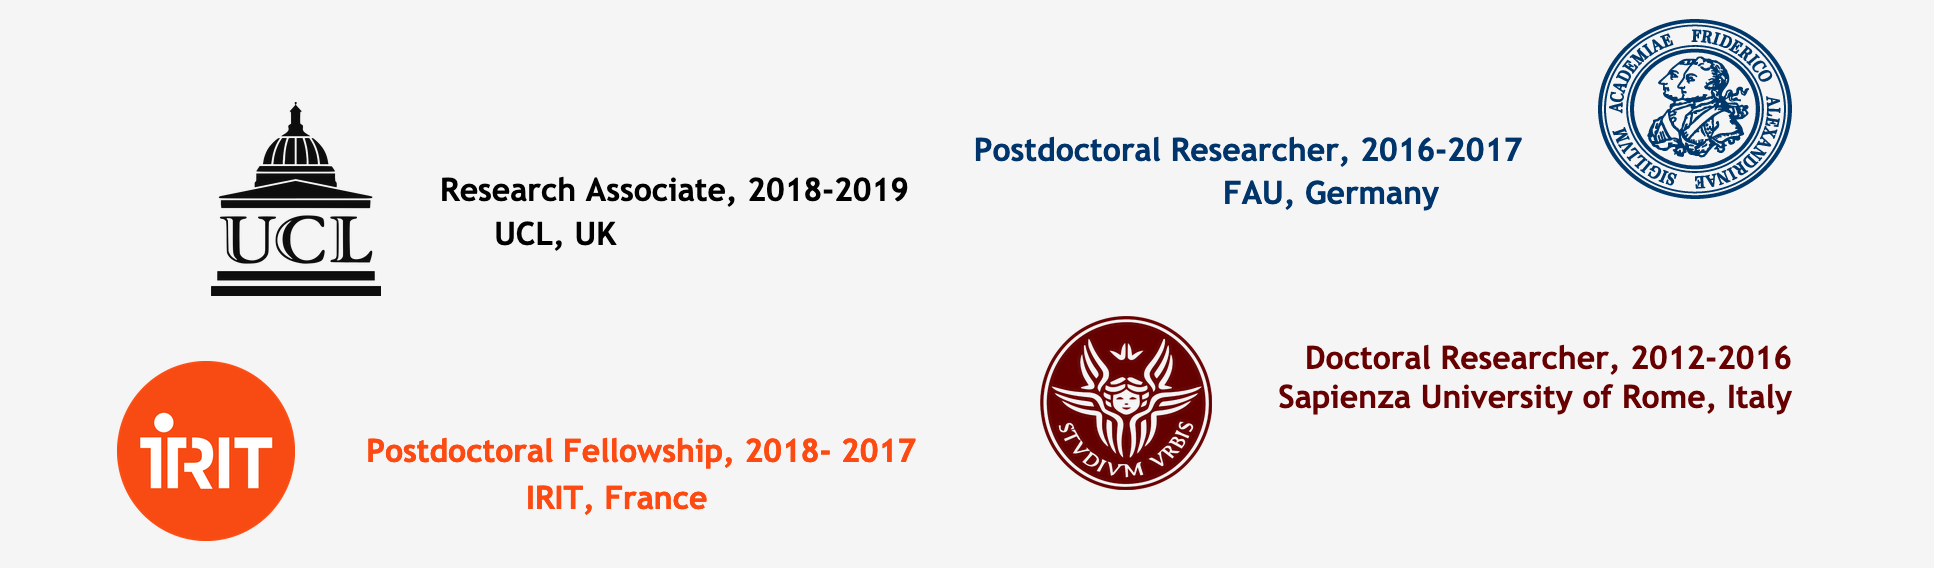 UCL
Research Associate, 2018-2019
UCL, UK
Postdoctoral Researcher, 2016-2017
FAU, Germany
SIGILLVM ACADEMIAE FRIDERICO ALEXANDRINAE
IRIT
Postdoctoral Fellowship, 2018- 2017
IRIT, France
STVDIVM VRBIS
Doctoral Researcher, 2012-2016
Sapienza University of Rome, Italy